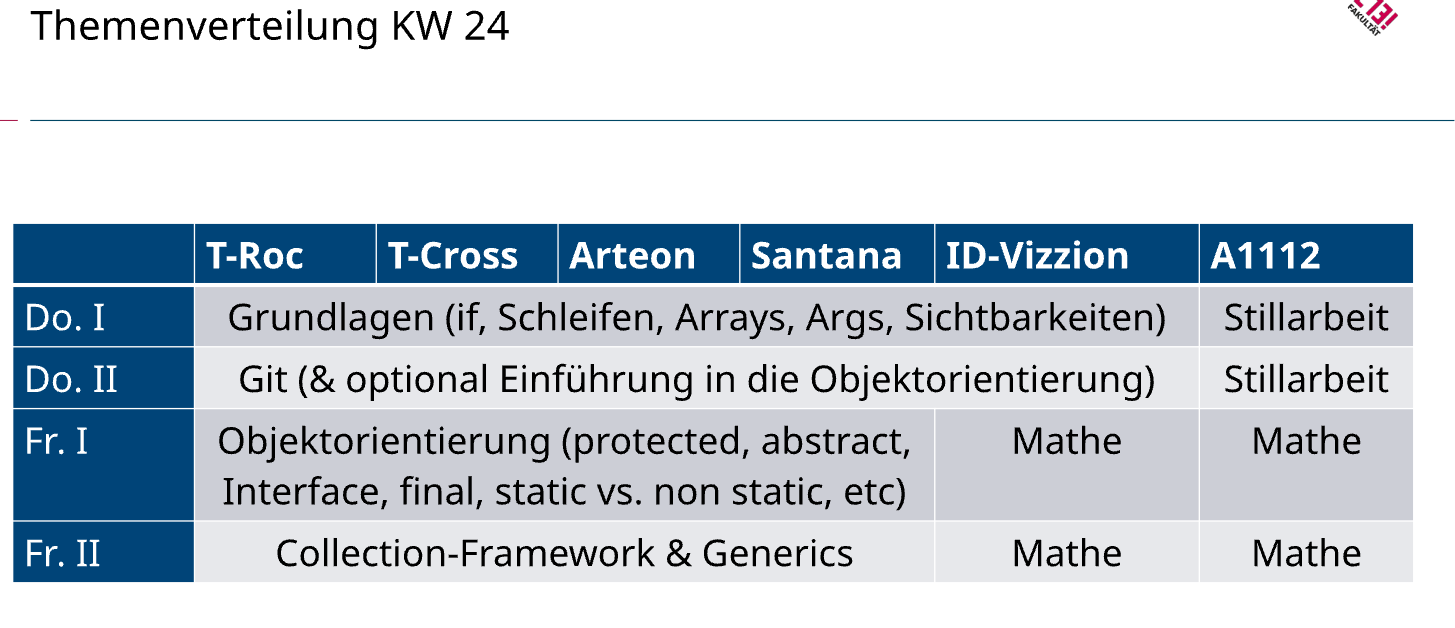 Themenverteilung KW 24
FAKULTÄT
T-Roc T-Cross Arteon Santana ID-Vizzion A1112
Do. I Grundlagen (if, Schleifen, Arrays, Args, Sichtbarkeiten) Stillarbeit
Do. II Git (& optional Einführung in die Objektorientierung) Stillarbeit
Fr. I Objektorientierung (protected, abstract, Mathe Mathe
Interface, final, static vs. non static, etc)
Fr. II Collection-Framework & Generics Mathe Mathe